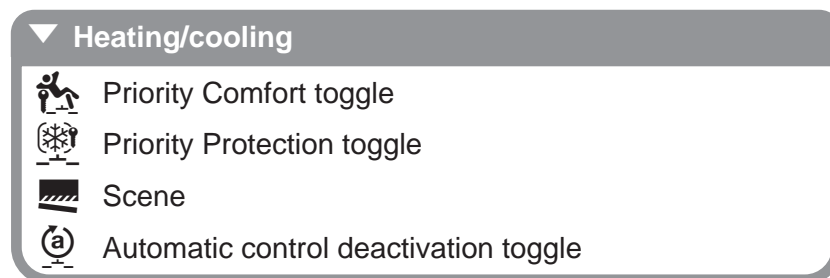 Heating/cooling
Priority Comfort toggle
Priority Protection toggle
Scene
a Automatic control deactivation toggle